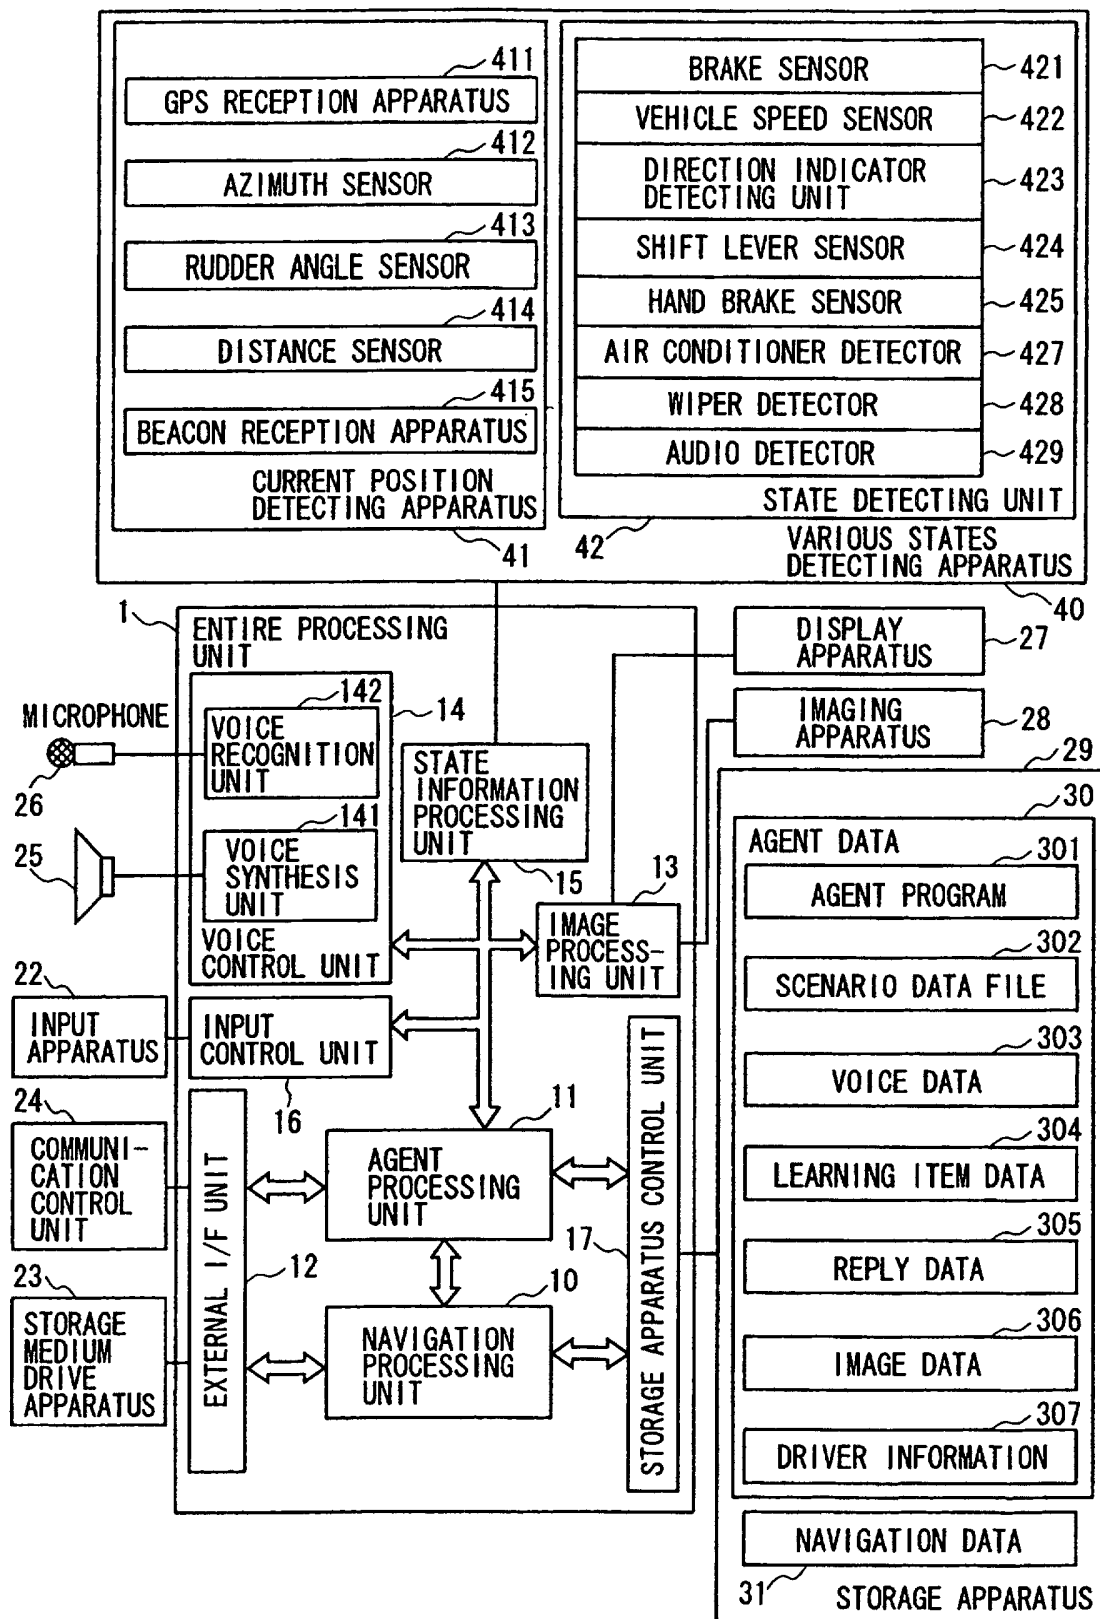 411
GPS RECEPTION APPARATUS
412
AZIMUTH SENSOR
413
RUDDER ANGLE SENSOR
414
DISTANCE SENSOR
415
BEACON RECEPTION APPARATUS
CURRENT POSITION
DETECTING APPARATUS
41
BRAKE SENSOR
421
VEHICLE SPEED SENSOR
422
DIRECTION INDICATOR
DETECTING UNIT
423
SHIFT LEVER SENSOR
424
HAND BRAKE SENSOR
425
AIR CONDITIONER DETECTOR
427
WIPER DETECTOR
428
AUDIO DETECTOR
429
STATE DETECTING UNIT
42
VARIOUS STATES
DETECTING APPARATUS
40
1
ENTIRE PROCESSING
UNIT
142
14
VOICE
RECOGNITION
UNIT
MICROPHONE
26
141
VOICE
SYNTHESIS
UNIT
25
VOICE
CONTROL UNIT
STATE
INFORMATION
PROCESSING
UNIT
15
13
IMAGE
PROCESS-
ING UNIT
DISPLAY
APPARATUS
27
IMAGING
APPARATUS
28
29
22
INPUT
APPARATUS
INPUT
CONTROL UNIT
16
24
COMMUNI-
CATION
CONTROL
UNIT
23
STORAGE
MEDIUM
DRIVE
APPARATUS
EXTERNAL I/F UNIT
12
11
AGENT
PROCESSING
UNIT
10
NAVIGATION
PROCESSING
UNIT
17
STORAGE APPARATUS CONTROL UNIT
30
AGENT DATA
301
AGENT PROGRAM
302
SCENARIO DATA FILE
303
VOICE DATA
304
LEARNING ITEM DATA
305
REPLY DATA
306
IMAGE DATA
307
DRIVER INFORMATION
NAVIGATION DATA
31
STORAGE APPARATUS